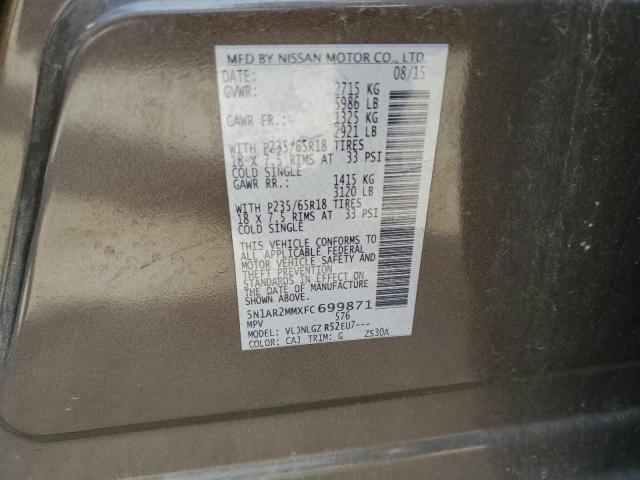 MFD BY NISSAN MOTOR CO., LTD
DATE: 08/15
GVWR: 2715 KG
5986 LB
GAWR FR.: 1325 KG
2921 LB
WITH P235/65R18 TIRES
18 X 7.5 RIMS AT 33 PSI
COLD SINGLE
GAWR RR.: 1415 KG
3120 LB
WITH P235/65R18 TIRES
18 X 7.5 RIMS AT 33 PSI
COLD SINGLE
THIS VEHICLE CONFORMS TO
ALL APPLICABLE FEDERAL
MOTOR VEHICLE SAFETY AND
THEFT PREVENTION
STANDARDS IN EFFECT ON
THE DATE OF MANUFACTURE
SHOWN ABOVE.
5N1AR2MMXFC699871
MPV 576
MODEL: VLJNLGZ R52EU7---
COLOR: CAJ TRIM: G ZS30A